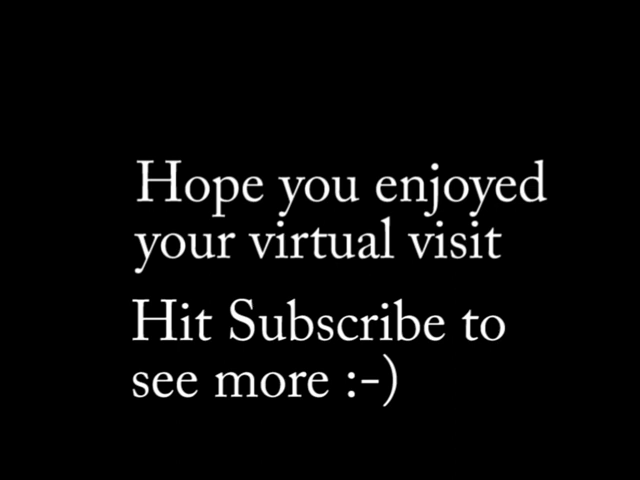 Hope you enjoyed
your virtual visit
Hit Subscribe to
see more :-)